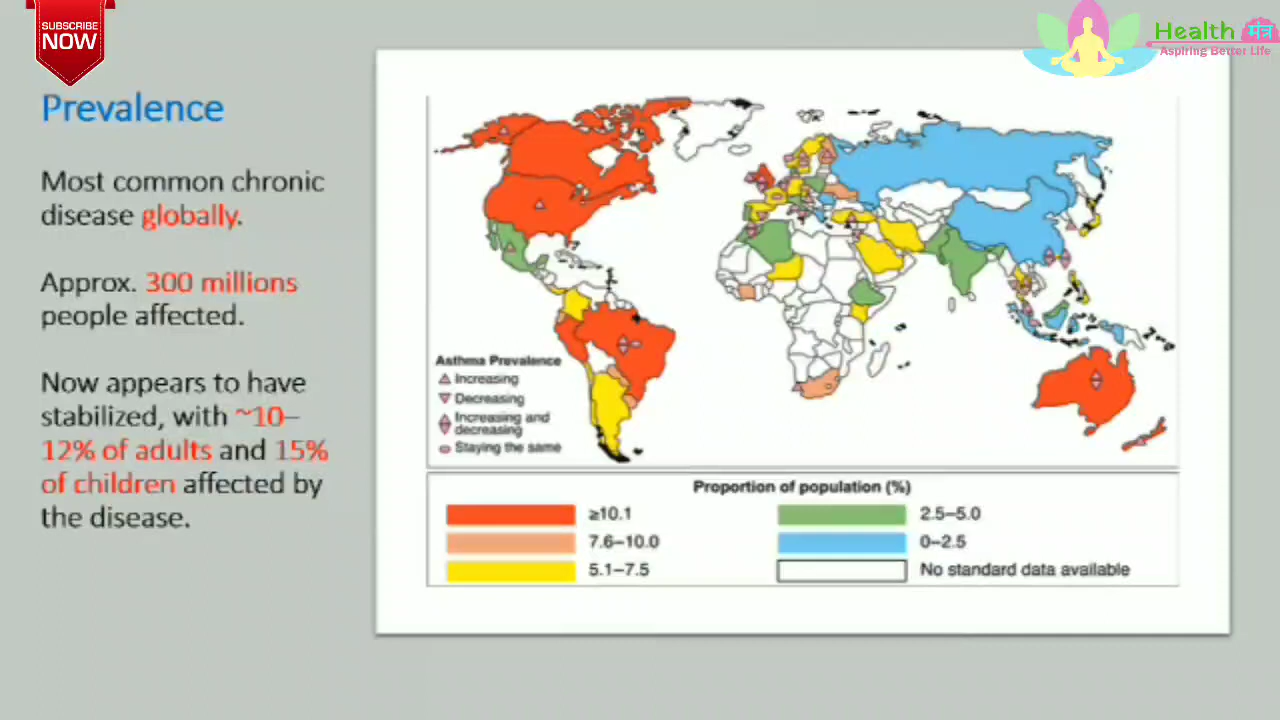 SUBSCRIBE
NOW
Health मंत्र
Aspiring Better Life
Prevalence
Most common chronic
disease globally.
Approx. 300 millions
people affected.
Now appears to have
stabilized, with ~10–
12% of adults and 15%
of children affected by
the disease.
Asthma Prevalence
Increasing
Decreasing
Increasing and
decreasing
Staying the same
Proportion of population (%)
≥10.1
7.6–10.0
5.1–7.5
2.5–5.0
0–2.5
No standard data available